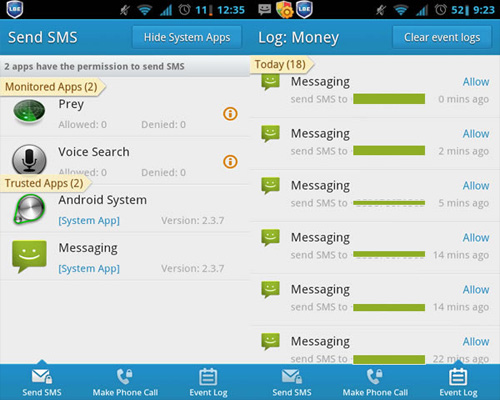 LBE 11 12:35
Send SMS
Hide System Apps
2 apps have the permission to send SMS
Monitored Apps (2)
Prey
Allowed: 0 Denied: 0
Voice Search
Allowed: 0 Denied: 0
Trusted Apps (2)
Android System
[System App] Version: 2.3.7
Messaging
[System App] Version: 2.3.7
Send SMS Make Phone Call Event Log
LBE 52 9:23
Log: Money
Clear event logs
Today (18)
Messaging Allow
send SMS to 0 mins ago
Messaging Allow
send SMS to 2 mins ago
Messaging Allow
send SMS to 5 mins ago
Messaging Allow
send SMS to 14 mins ago
Messaging Allow
send SMS to 14 mins ago
Messaging Allow
send SMS to 22 mins ago
Send SMS Make Phone Call Event Log